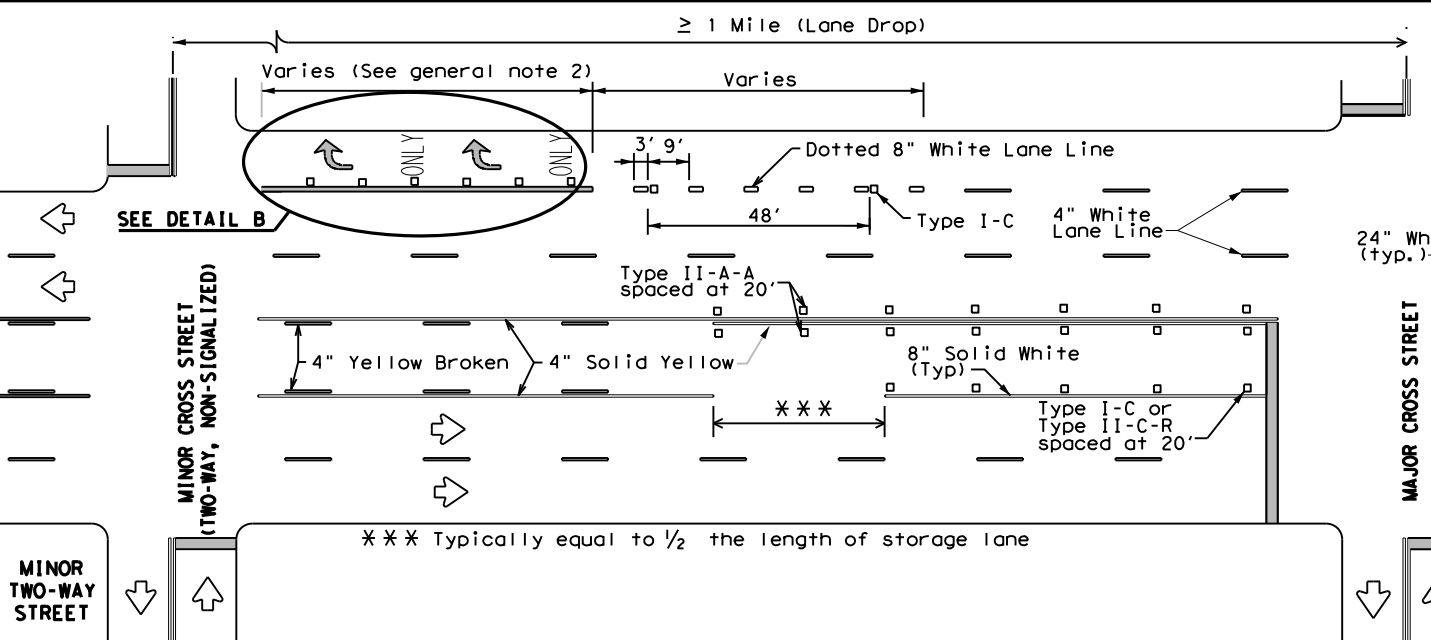 ≥ 1 Mile (Lane Drop)
Varies (See general note 2)
Varies
ONLY
ONLY
3' 9'
Dotted 8" White Lane Line
SEE DETAIL B
48'
Type I-C
4" White
Lane Line
24" Wh
(typ.)
Type II-A-A
spaced at 20'
MINOR CROSS STREET
(TWO-WAY, NON-SIGNALIZED)
4" Yellow Broken
4" Solid Yellow
8" Solid White
(Typ)
***
Type I-C or
Type II-C-R
spaced at 20'
MAJOR CROSS STREET
*** Typically equal to ½ the length of storage lane
MINOR
TWO-WAY
STREET